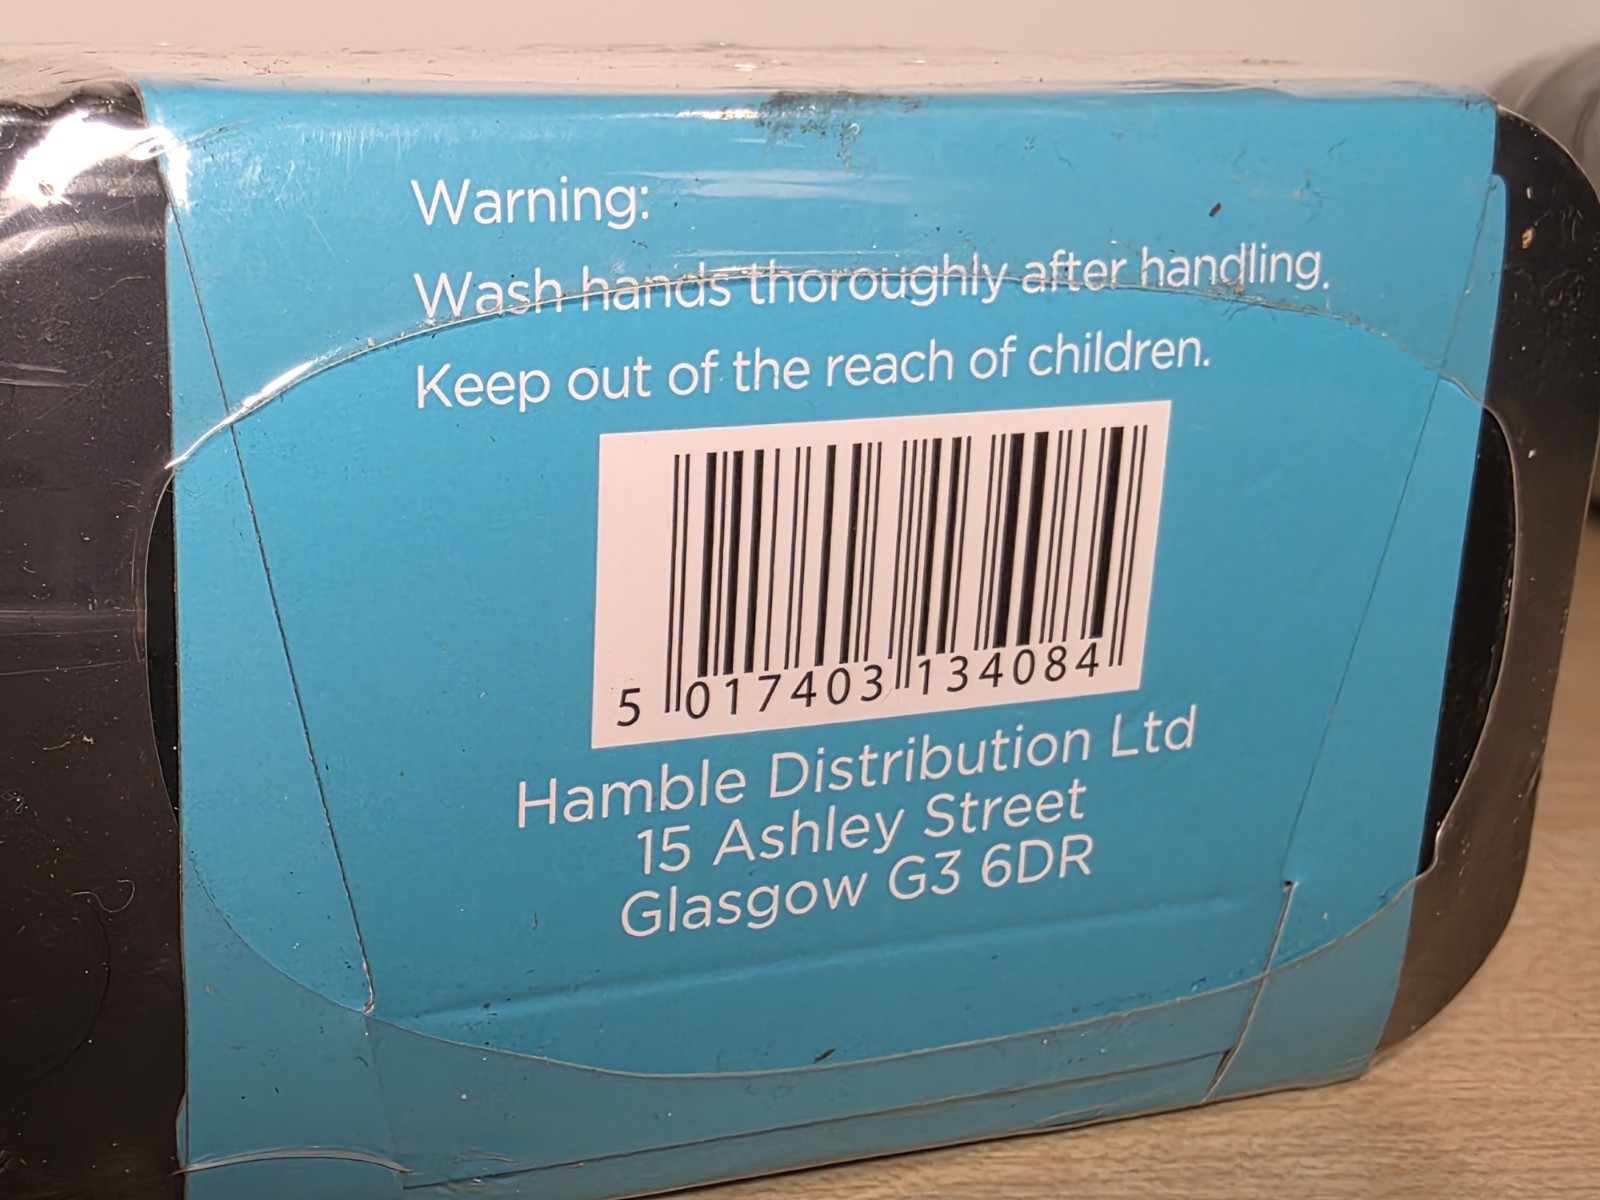 Warning:
Wash hands thoroughly after handling.
Keep out of the reach of children.
5 017403 134084
Hamble Distribution Ltd
15 Ashley Street
Glasgow G3 6DR